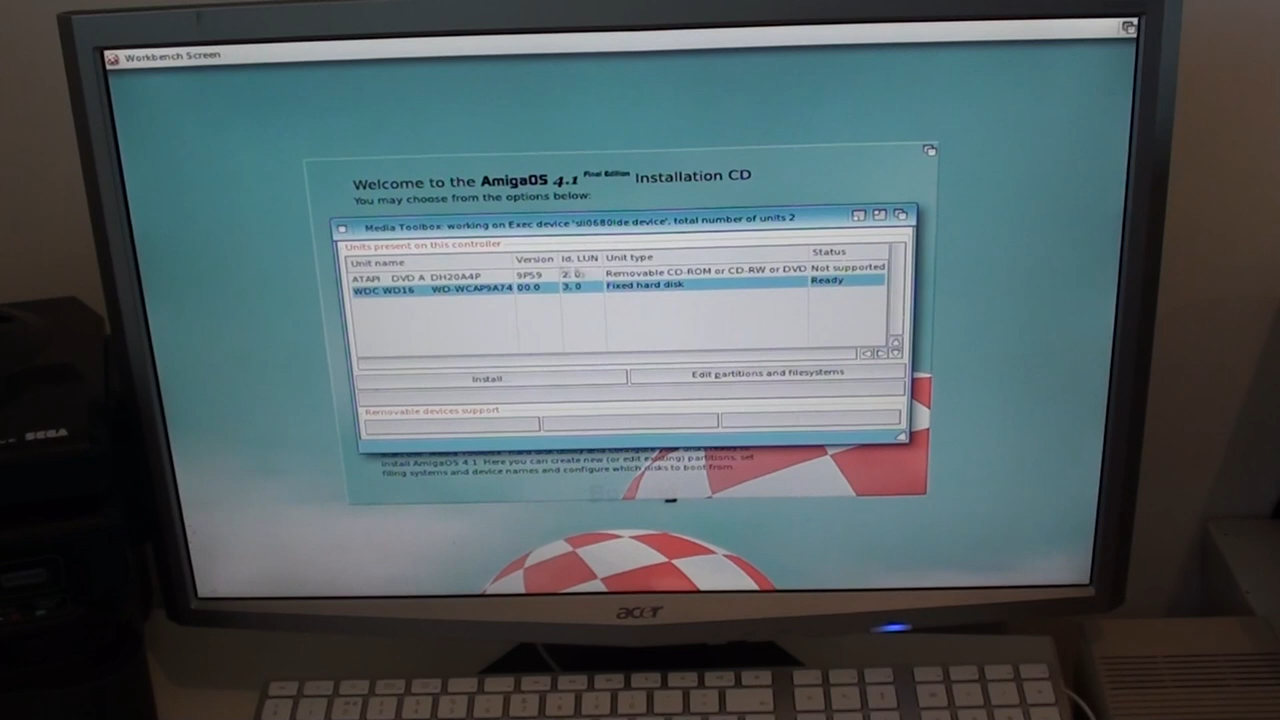 Workbench Screen
Welcome to the AmigaOS 4.1 Final Edition Installation CD
You may choose from the options below:
Media Toolbox: working on Exec device 'sii0680ide.device', total number of units 2
Units present on this controller
Unit name Version Id, LUN Unit type Status
ATAPI DVD A DH20A4P 9P59 2, 0 Removable CD-ROM or CD-RW or DVD Not supported
WDC WD16 WD-WCAP9A74 00.0 3, 0 Fixed hard disk Ready
Install
Edit partitions and filesystems
Removable devices support
install AmigaOS 4.1. Here you can create new (or edit existing) partitions, set
filing systems and device names and configure which disks to boot from.
SEGA
acer